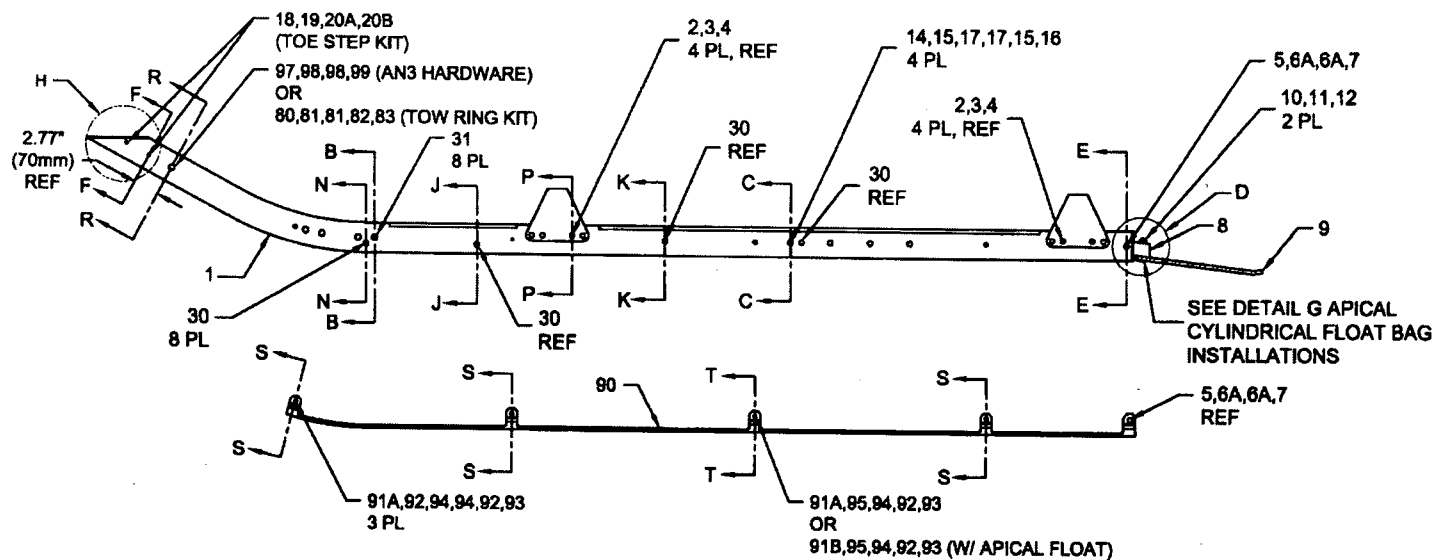 18,19,20A,20B
(TOE STEP KIT)
97,98,98,99 (AN3 HARDWARE)
OR
80,81,81,82,83 (TOW RING KIT)
2,3,4
4 PL, REF
14,15,17,17,15,16
4 PL
5,6A,6A,7
10,11,12
2 PL
2,3,4
4 PL, REF
H
R
F
2.77"
(70mm)
REF
F
R
31
8 PL
30
REF
30
REF
B
N
J
P
K
C
E
D
8
9
1
N
B
J
P
K
C
E
30
8 PL
30
REF
SEE DETAIL G APICAL
CYLINDRICAL FLOAT BAG
INSTALLATIONS
S
S
90
T
S
5,6A,6A,7
REF
S
S
T
S
91A,92,94,94,92,93
3 PL
91A,95,94,92,93
OR
91B,95,94,92,93 (W/ APICAL FLOAT)